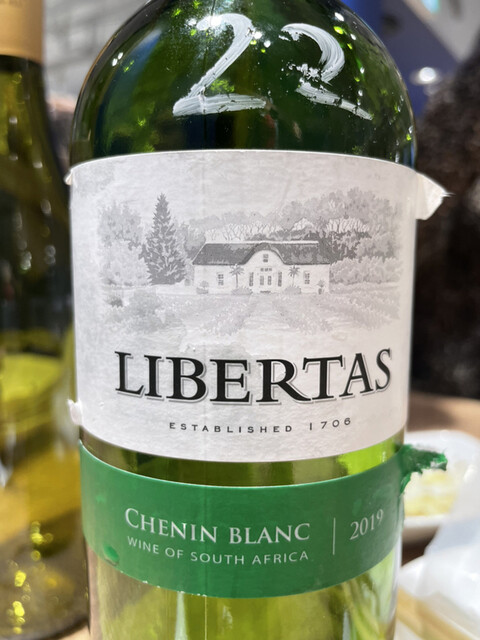 22
LIBERTAS
ESTABLISHED 1706
CHENIN BLANC | 2019
WINE OF SOUTH AFRICA